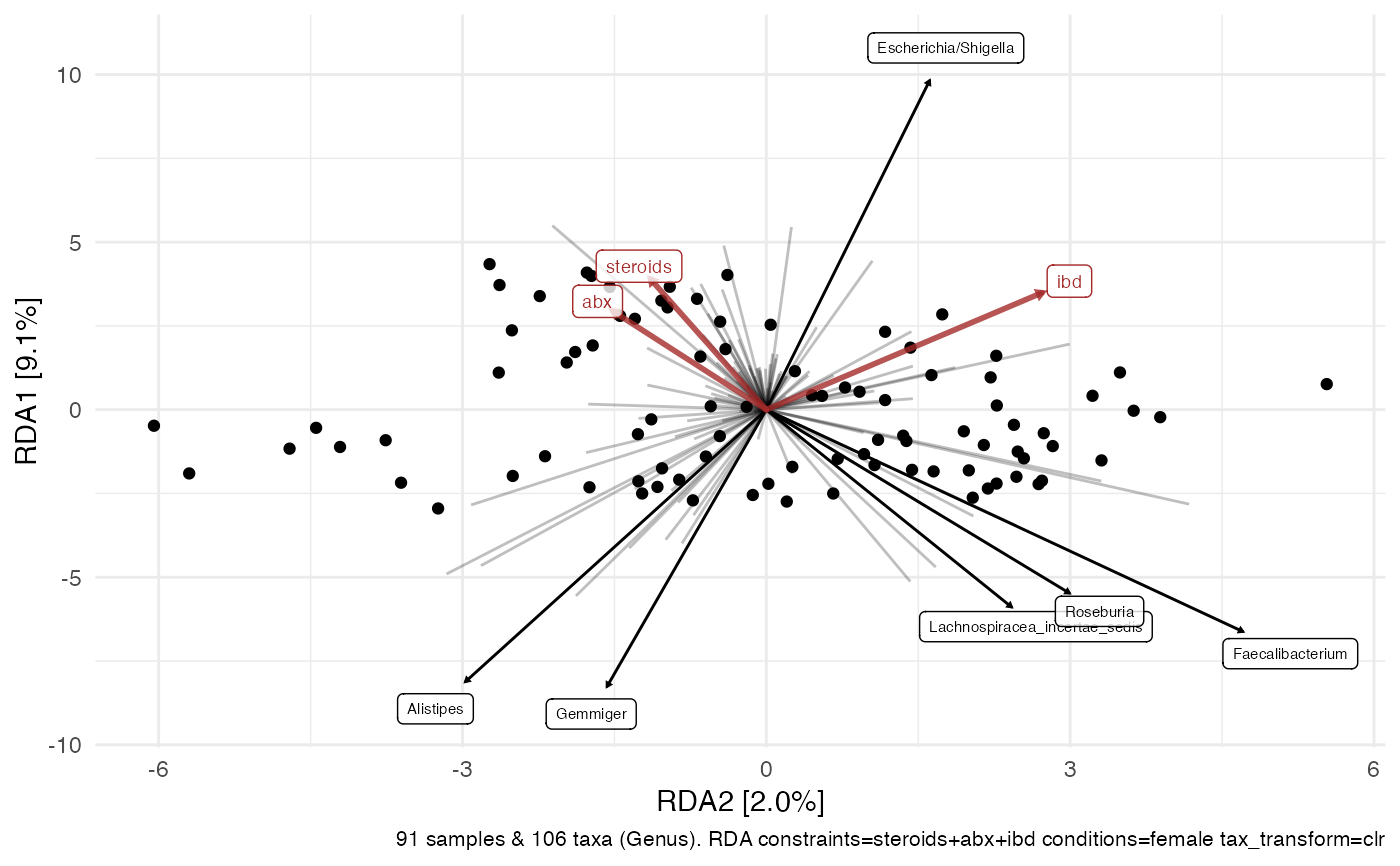 Escherichia/Shigella
10
5
steroids
ibd
abx
RDA1 [9.1%]
0
-5
Roseburia
Lachnospiracea_incertae_sedis
Faecalibacterium
Alistipes
Gemmiger
-10
-6
-3
0
3
6
RDA2 [2.0%]
91 samples & 106 taxa (Genus). RDA constraints=steroids+abx+ibd conditions=female tax_transform=clr